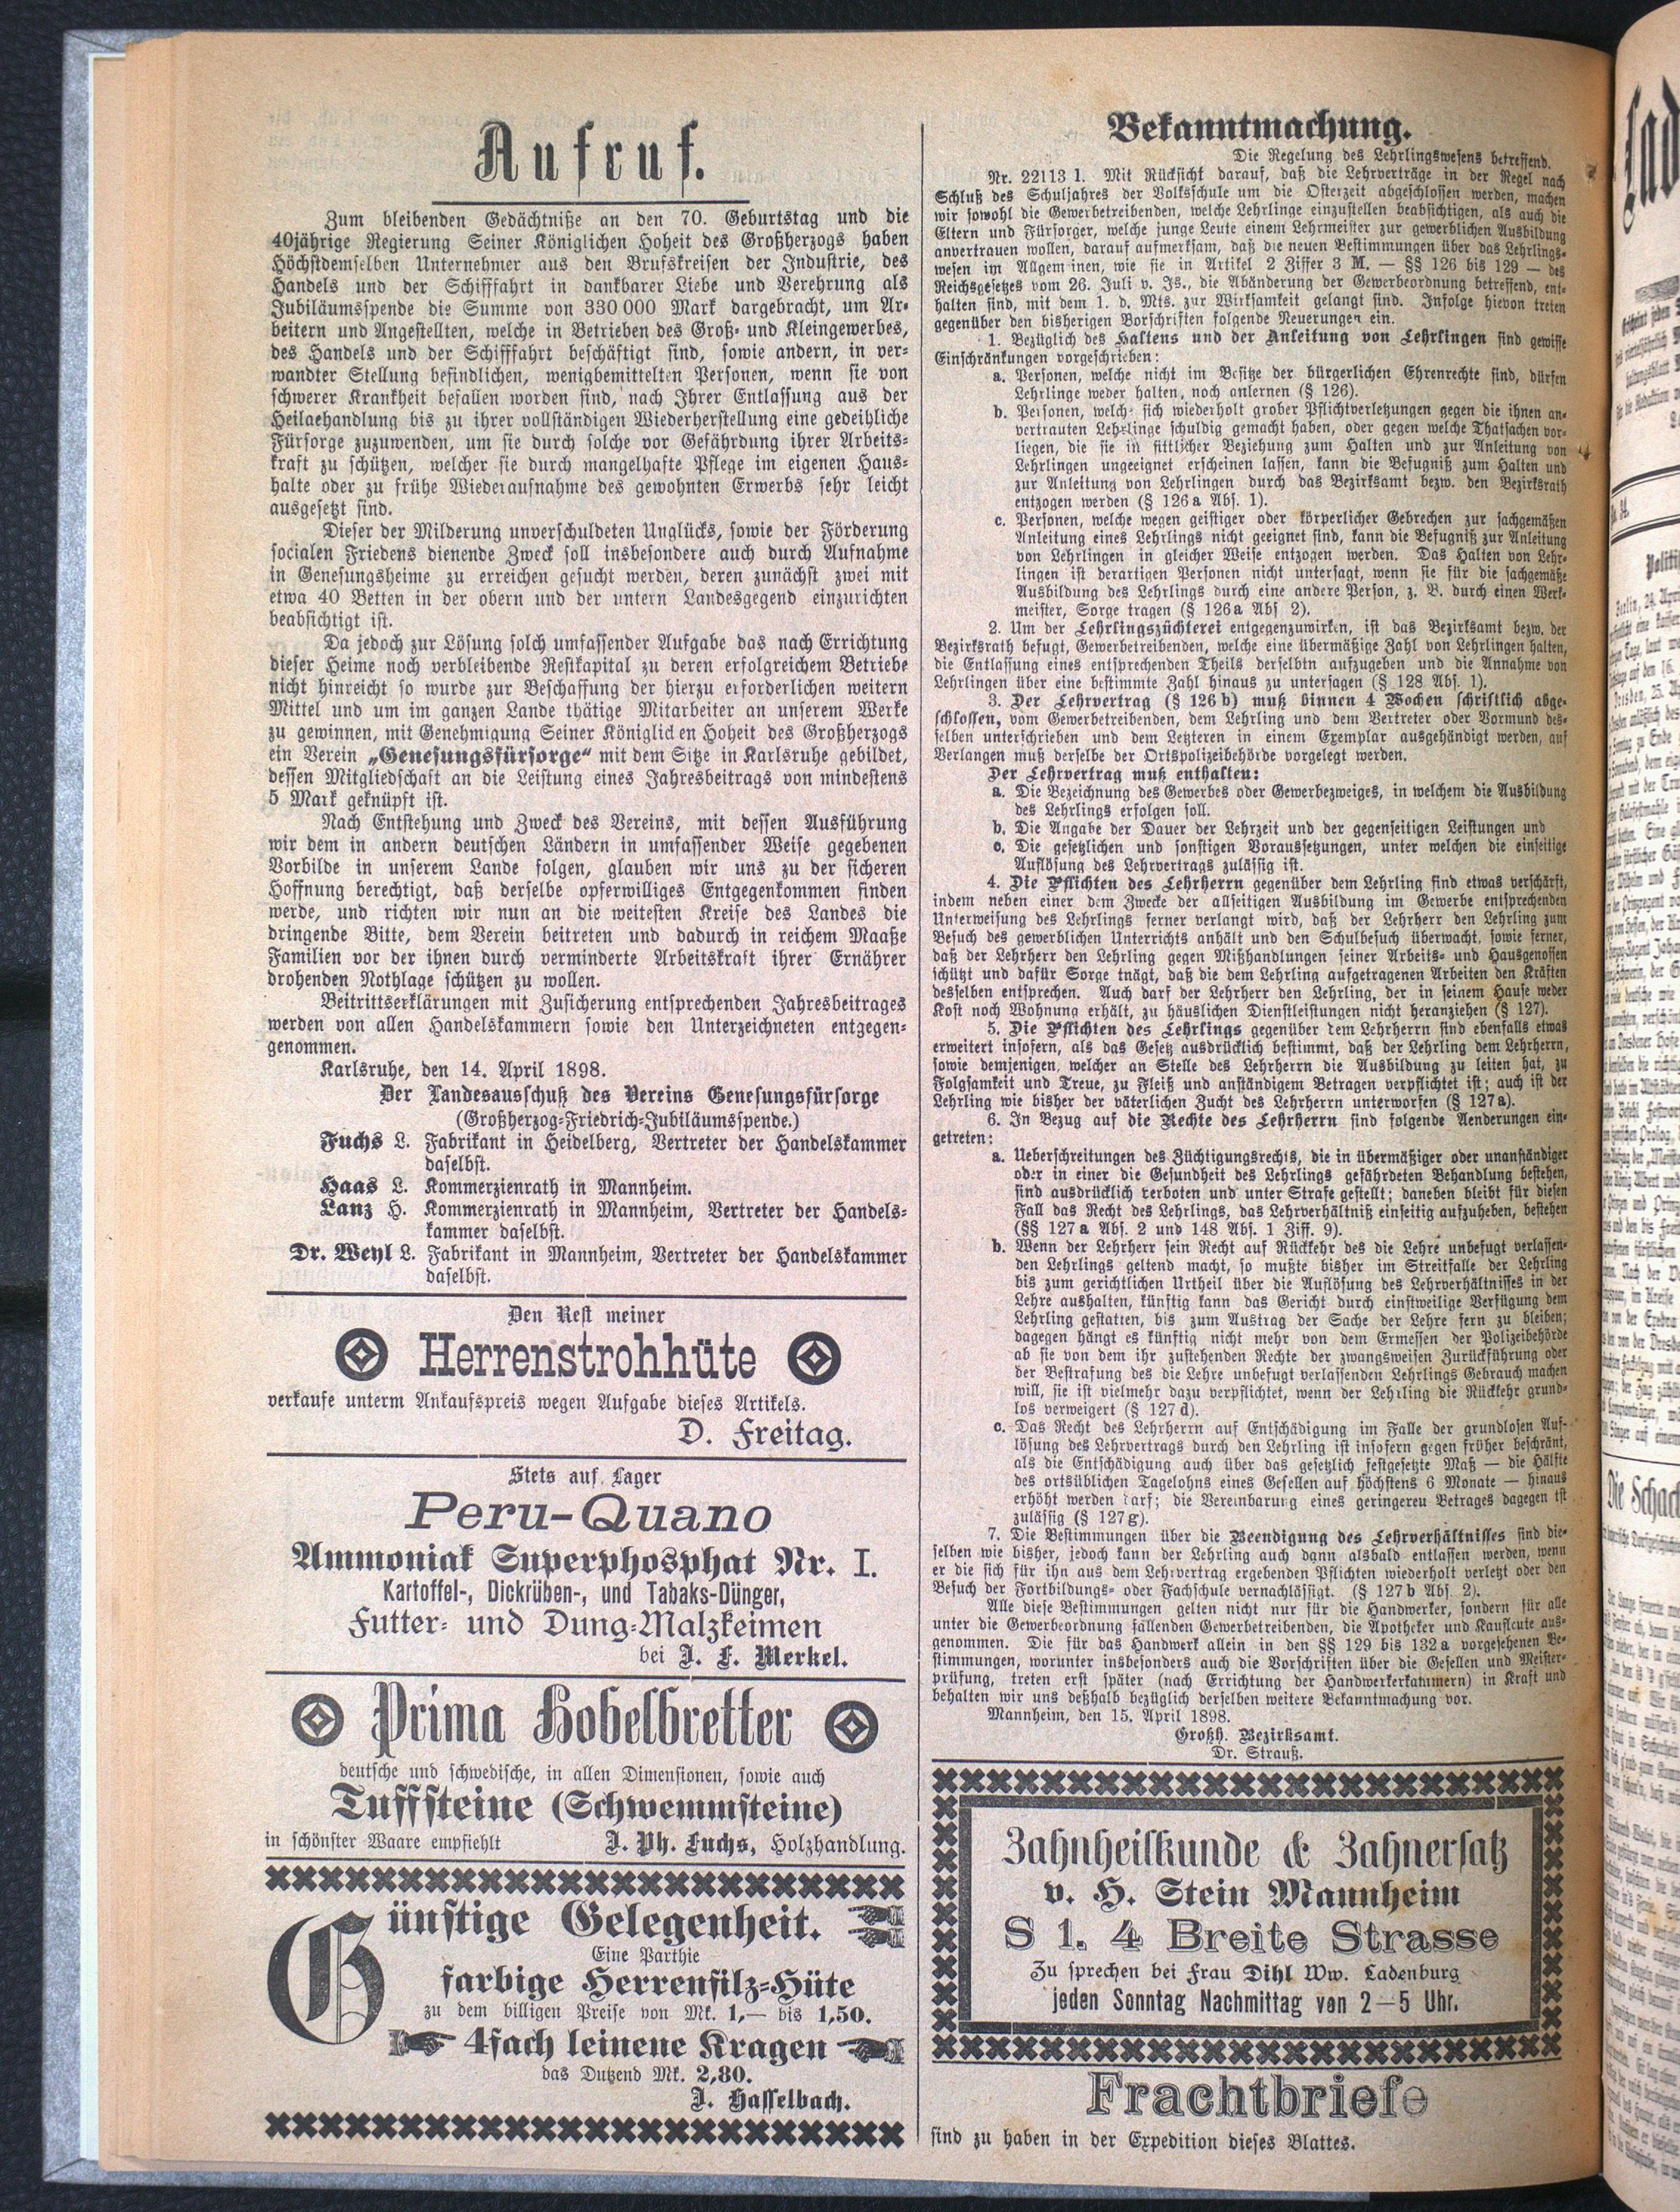 Aufruf.
Zum bleibenden Gedächtniße an den 70. Geburtstag und die
40jährige Regierung Seiner Königlichen Hoheit des Großherzogs haben
Höchstdemselben Unternehmer aus den Brufskreisen der Industrie, des
Handels und der Schifffahrt in dankbarer Liebe und Verehrung als
Jubiläumsspende die Summe von 330 000 Mark dargebracht, um Ar-
beitern und Angestellten, welche in Betrieben des Groß- und Kleingewerbes,
des Handels und der Schifffahrt beschäftigt sind, sowie andern, in ver-
wandter Stellung befindlichen, wenigbemittelten Personen, wenn sie von
schwerer Krankheit befallen worden sind, nach Ihrer Entlassung aus der
Heilaehandlung bis zu ihrer vollständigen Wiederherstellung eine gedeihliche
Fürsorge zuzuwenden, um sie durch solche vor Gefährdung ihrer Arbeits-
kraft zu schützen, welcher sie durch mangelhafte Pflege im eigenen Haus-
halte oder zu frühe Wiederaufnahme des gewohnten Erwerbs sehr leicht
ausgesetzt sind.
Dieser der Milderung unverschuldeten Unglücks, sowie der Förderung
socialen Friedens dienende Zweck soll insbesondere auch durch Aufnahme
in Genesungsheime zu erreichen gesucht werden, deren zunächst zwei mit
etwa 40 Betten in der obern und der untern Landesgegend einzurichten
beabsichtigt ist.
Da jedoch zur Lösung solch umfassender Aufgabe das nach Errichtung
dieser Heime noch verbleibende Restkapital zu deren erfolgreichem Betriebe
nicht hinreicht so wurde zur Beschaffung der hierzu erforderlichen weitern
Mittel und um im ganzen Lande thätige Mitarbeiter an unserem Werke
zu gewinnen, mit Genehmigung Seiner Königlichen Hoheit des Großherzogs
ein Verein „Genesungsfürsorge“ mit dem Sitze in Karlsruhe gebildet,
dessen Mitgliedschaft an die Leistung eines Jahresbeitrags von mindestens
5 Mark geknüpft ist.
Nach Entstehung und Zweck des Vereins, mit dessen Ausführung
wir dem in andern deutschen Ländern in umfassender Weise gegebenen
Vorbilde in unserem Lande folgen, glauben wir uns zu der sicheren
Hoffnung berechtigt, daß derselbe opferwilliges Entgegenkommen finden
werde, und richten wir nun an die weitesten Kreise des Landes die
dringende Bitte, dem Verein beitreten und dadurch in reichem Maaße
Familien vor der ihnen durch verminderte Arbeitskraft ihrer Ernährer
drohenden Nothlage schützen zu wollen.
Beitrittserklärungen mit Zusicherung entsprechenden Jahresbeitrages
werden von allen Handelskammern sowie den Unterzeichneten entgegen-
genommen.
Karlsruhe, den 14. April 1898.
Der Landesausschuß des Vereins Genesungsfürsorge
(Großherzog-Friedrich-Jubiläumsspende.)
Fuchs L. Fabrikant in Heidelberg, Vertreter der Handelskammer
daselbst.
Haas L. Kommerzienrath in Mannheim.
Lanz H. Kommerzienrath in Mannheim, Vertreter der Handels-
kammer daselbst.
Dr. Weyl L. Fabrikant in Mannheim, Vertreter der Handelskammer
daselbst.
Den Rest meiner
Herrenstrohhüte
verkaufe unterm Ankaufspreis wegen Aufgabe dieses Artikels.
D. Freitag.
Stets auf Lager
Peru-Quano
Ammoniak Superphosphat Nr. I.
Kartoffel-, Dickrüben-, und Tabaks-Dünger,
Futter- und Dung-Malzkeimen
bei J. F. Merkel.
Prima Hobelbretter
deutsche und schwedische, in allen Dimensionen, sowie auch
Tuffsteine (Schwemmsteine)
in schönster Waare empfiehlt J. Ph. Fuchs, Holzhandlung.
Günstige Gelegenheit.
Eine Parthie
farbige Herrenfilz-Hüte
zu dem billigen Preise von Mk. 1,— bis 1,50.
4fach leinene Kragen
das Dutzend Mk. 2,80.
J. Hasselbach.
Bekanntmachung.
Die Regelung des Lehrlingswesens betreffend.
Nr. 22113 I. Mit Rücksicht darauf, daß die Lehrverträge in der Regel nach
Schluß des Schuljahres der Volksschule um die Osterzeit abgeschlossen werden, machen
wir sowohl die Gewerbetreibenden, welche Lehrlinge einzustellen beabsichtigen, als auch die
Eltern und Fürsorger, welche junge Leute einem Lehrmeister zur gewerblichen Ausbildung
anvertrauen wollen, darauf aufmerksam, daß die neuen Bestimmungen über das Lehrlings-
wesen im Allgemeinen, wie sie in Artikel 2 Ziffer 3 M. — §§ 126 bis 129 — des
Reichsgesetzes vom 26. Juli v. Js., die Abänderung der Gewerbeordnung betreffend, ent-
halten sind, mit dem 1. d. Mts. zur Wirksamkeit gelangt sind. Infolge hievon treten
gegenüber den bisherigen Vorschriften folgende Neuerungen ein.
1. Bezüglich des Haltens und der Anleitung von Lehrlingen sind gewisse
Einschränkungen vorgeschrieben:
a. Personen, welche nicht im Besitze der bürgerlichen Ehrenrechte sind, dürfen
Lehrlinge weder halten, noch anlernen (§ 126).
b. Personen, welche sich wiederholt grober Pflichtverletzungen gegen die ihnen an-
vertrauten Lehrlinge schuldig gemacht haben, oder gegen welche Thatsachen vor-
liegen, die sie in sittlicher Beziehung zum Halten und zur Anleitung von
Lehrlingen ungeeignet erscheinen lassen, kann die Befugniß zum Halten und
zur Anleitung von Lehrlingen durch das Bezirksamt bezw. den Bezirksrath
entzogen werden (§ 126a Abs. 1).
c. Personen, welche wegen geistiger oder körperlicher Gebrechen zur sachgemäßen
Anleitung eines Lehrlings nicht geeignet sind, kann die Befugniß zur Anleitung
von Lehrlingen in gleicher Weise entzogen werden. Das Halten von Lehr-
lingen ist derartigen Personen nicht untersagt, wenn sie für die sachgemäße
Ausbildung des Lehrlings durch eine andere Person, z. B. durch einen Werk-
meister, Sorge tragen (§ 126a Abs 2).
2. Um der Lehrlingszüchterei entgegenzuwirken, ist das Bezirksamt bezw. der
Bezirksrath befugt, Gewerbetreibenden, welche eine übermäßige Zahl von Lehrlingen halten,
die Entlassung eines entsprechenden Theils derselbtn aufzugeben und die Annahme von
Lehrlingen über eine bestimmte Zahl hinaus zu untersagen (§ 128 Abs. 1).
3. Der Lehrvertrag (§ 126b) muß binnen 4 Wochen schriftlich abge-
schlossen, vom Gewerbetreibenden, dem Lehrling und dem Vertreter oder Vormund des-
selben unterschrieben und dem Letzteren in einem Exemplar ausgehändigt werden, auf
Verlangen muß derselbe der Ortspolizeibehörde vorgelegt werden.
Der Lehrvertrag muß enthalten:
a. Die Bezeichnung des Gewerbes oder Gewerbezweiges, in welchem die Ausbildung
des Lehrlings erfolgen soll.
b. Die Angabe der Dauer der Lehrzeit und der gegenseitigen Leistungen und
c. Die gesetzlichen und sonstigen Voraussetzungen, unter welchen die einseitige
Auflösung des Lehrvertrags zulässig ist.
4. Die Pflichten des Lehrherrn gegenüber dem Lehrling sind etwas verschärft,
indem neben einer dem Zwecke der allseitigen Ausbildung im Gewerbe entsprechenden
Unterweisung des Lehrlings ferner verlangt wird, daß der Lehrherr den Lehrling zum
Besuch des gewerblichen Unterrichts anhält und den Schulbesuch überwacht, sowie ferner,
daß der Lehrherr den Lehrling gegen Mißhandlungen seiner Arbeits- und Hausgenossen
schützt und dafür Sorge tnägt, daß die dem Lehrling aufgetragenen Arbeiten den Kräften
desselben entsprechen. Auch darf der Lehrherr den Lehrling, der in seinem Hause weder
Kost noch Wohnung erhält, zu häuslichen Dienstleistungen nicht heranziehen (§ 127).
5. Die Pflichten des Lehrlings gegenüber dem Lehrherrn sind ebenfalls etwas
erweitert insofern, als das Gesetz ausdrücklich bestimmt, daß der Lehrling dem Lehrherrn,
sowie demjenigen, welcher an Stelle des Lehrherrn die Ausbildung zu leiten hat, zu
Folgsamkeit und Treue, zu Fleiß und anständigem Betragen verpflichtet ist; auch ist der
Lehrling wie bisher der väterlichen Zucht des Lehrherrn unterworfen (§ 127a).
6. In Bezug auf die Rechte des Lehrherrn sind folgende Aenderungen ein-
getreten:
a. Ueberschreitungen des Züchtigungsrechts, die in übermäßiger oder unanständiger
oder in einer die Gesundheit des Lehrlings gefährdeten Behandlung bestehen,
sind ausdrücklich verboten und unter Strafe gestellt; daneben bleibt für diesen
Fall das Recht des Lehrlings, das Lehrverhältniß einseitig aufzuheben, bestehen
(§§ 127a Abs. 2 und 148 Abs. 1 Ziff. 9).
b. Wenn der Lehrherr sein Recht auf Rückkehr des die Lehre unbefugt verlassen-
den Lehrlings geltend macht, so mußte bisher im Streitfalle der Lehrling
bis zum gerichtlichen Urtheil über die Auflösung des Lehrverhältnisses in der
Lehre aushalten, künftig kann das Gericht durch einstweilige Verfügung dem
Lehrling gestatten, bis zum Austrag der Sache der Lehre fern zu bleiben;
dagegen hängt es künftig nicht mehr von dem Ermessen der Polizeibehörde
ab sie von dem ihr zustehenden Rechte der zwangsweisen Zurückführung oder
der Bestrafung des die Lehre unbefugt verlassenden Lehrlings Gebrauch machen
will, sie ist vielmehr dazu verpflichtet, wenn der Lehrling die Rückkehr grund-
los verweigert (§ 127d).
c. Das Recht des Lehrherrn auf Entschädigung im Falle der grundlosen Auf-
lösung des Lehrvertrags durch den Lehrling ist insofern gegen früher beschränt,
als die Entschädigung auch über das gesetzlich festgesetzte Maß — die Hälfte
des ortsüblichen Tagelohns eines Gesellen auf höchstens 6 Monate — hinaus
erhöht werden darf; die Vereinbarung eines geringereu Betrages dagegen ist
zulässig (§ 127g).
7. Die Bestimmungen über die Beendigung des Lehrverhältnisses sind die-
selben wie bisher, jedoch kann der Lehrling auch dann alsbald entlassen werden, wenn
er die sich für ihn aus dem Lehrvertrag ergebenden Pflichten wiederholt verletzt oder den
Besuch der Fortbildungs- oder Fachschule vernachlässigt. (§ 127b Abs. 2).
Alle diese Bestimmungen gelten nicht nur für die Handwerker, sondern für alle
unter die Gewerbeordnung fallenden Gewerbetreibenden, die Apotheker und Kaufleute aus-
genommen. Die für das Handwerk allein in den §§ 129 bis 132a vorgesehenen Be-
stimmungen, worunter insbesonders auch die Vorschriften über die Gesellen und Meister-
prüfung, treten erst später (nach Errichtung der Handwerkerkammern) in Kraft und
behalten wir uns deßhalb bezüglich derselben weitere Bekanntmachung vor.
Mannheim, den 15. April 1898.
Großh. Bezirksamt.
Dr. Strauß.
Zahnheilkunde & Zahnersatz
v. H. Stein Mannheim
S 1. 4 Breite Strasse
Zu sprechen bei Frau Dihl Ww. Ladenburg
jeden Sonntag Nachmittag von 2—5 Uhr.
Frachtbriefe
sind zu haben in der Expedition dieses Blattes.